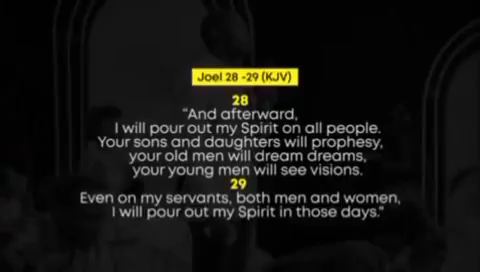 Joel 28 -29 (KJV)
28
“And afterward,
I will pour out my Spirit on all people.
Your sons and daughters will prophesy,
your old men will dream dreams,
your young men will see visions.
29
Even on my servants, both men and women,
I will pour out my Spirit in those days.”